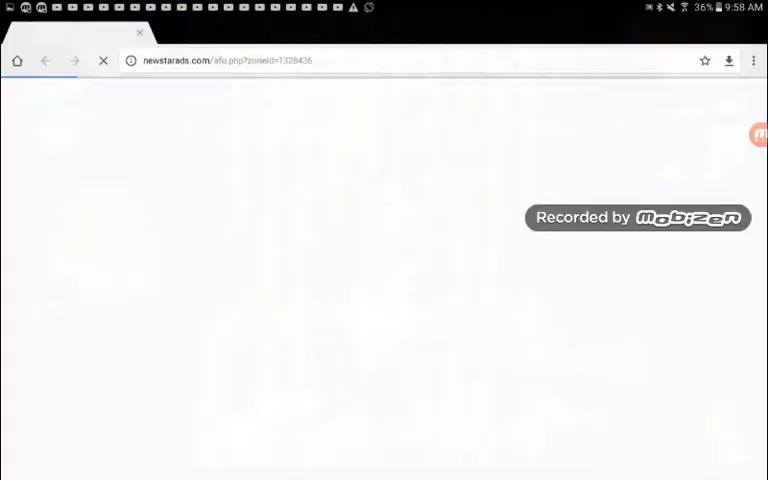 36% 9:58 AM
newstarads.com/afu.php?zoneid=1328436
Recorded by mobizen